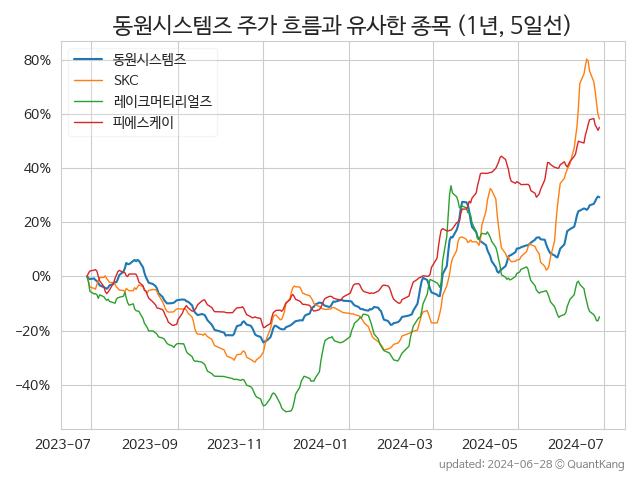 동원시스템즈 주가 흐름과 유사한 종목 (1년, 5일선)
동원시스템즈
SKC
레이크머티리얼즈
피에스케이
80%
60%
40%
20%
0%
−20%
−40%
2023-07
2023-09
2023-11
2024-01
2024-03
2024-05
2024-07
updated: 2024-06-28 © QuantKang